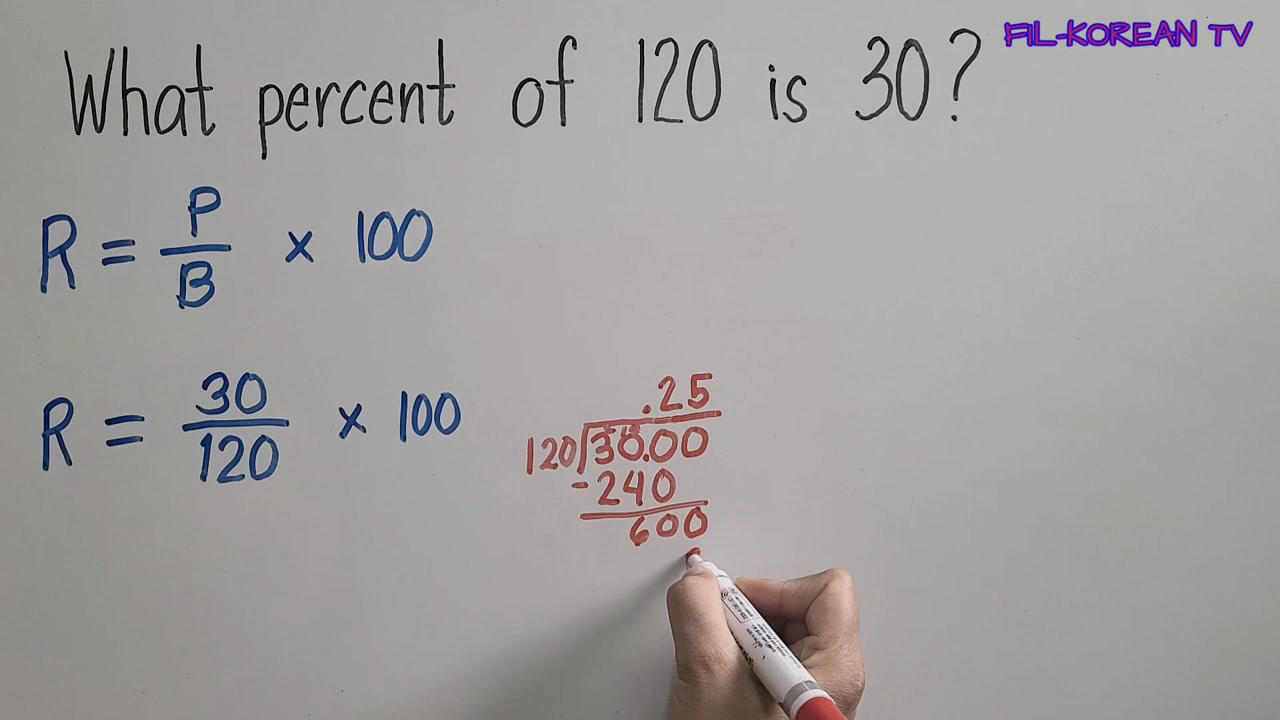 FIL-KOREAN TV
What percent of 120 is 30?
R = P/B × 100
R = 30/120 × 100
.25
120)30.00
-240
600